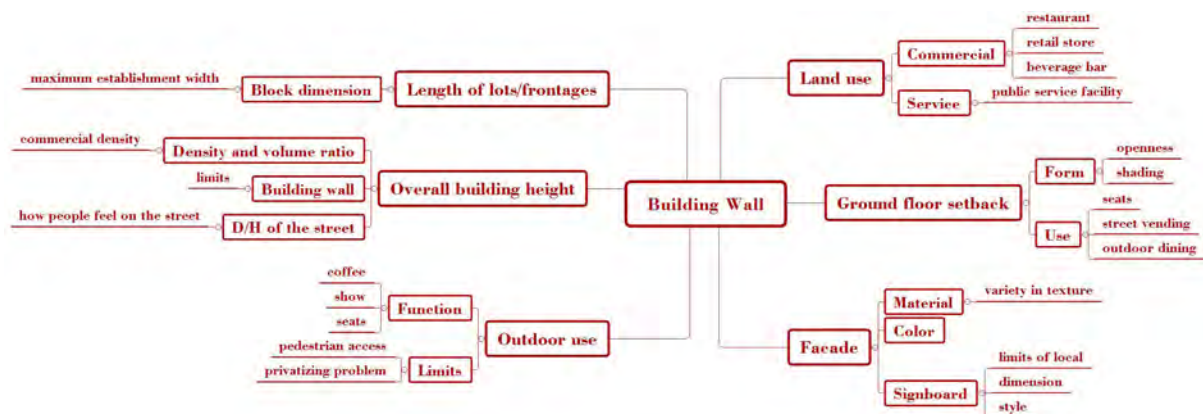 Building Wall
Length of lots/frontages
Block dimension
maximum establishment width
Overall building height
Density and volume ratio
commercial density
Building wall
limits
D/H of the street
how people feel on the street
Outdoor use
Function
coffee
show
seats
Limits
pedestrian access
privatizing problem
Land use
Commercial
restaurant
retail store
beverage bar
Service
public service facility
Ground floor setback
Form
openness
shading
Use
seats
street vending
outdoor dining
Facade
Material
variety in texture
Color
Signboard
limits of local
dimension
style